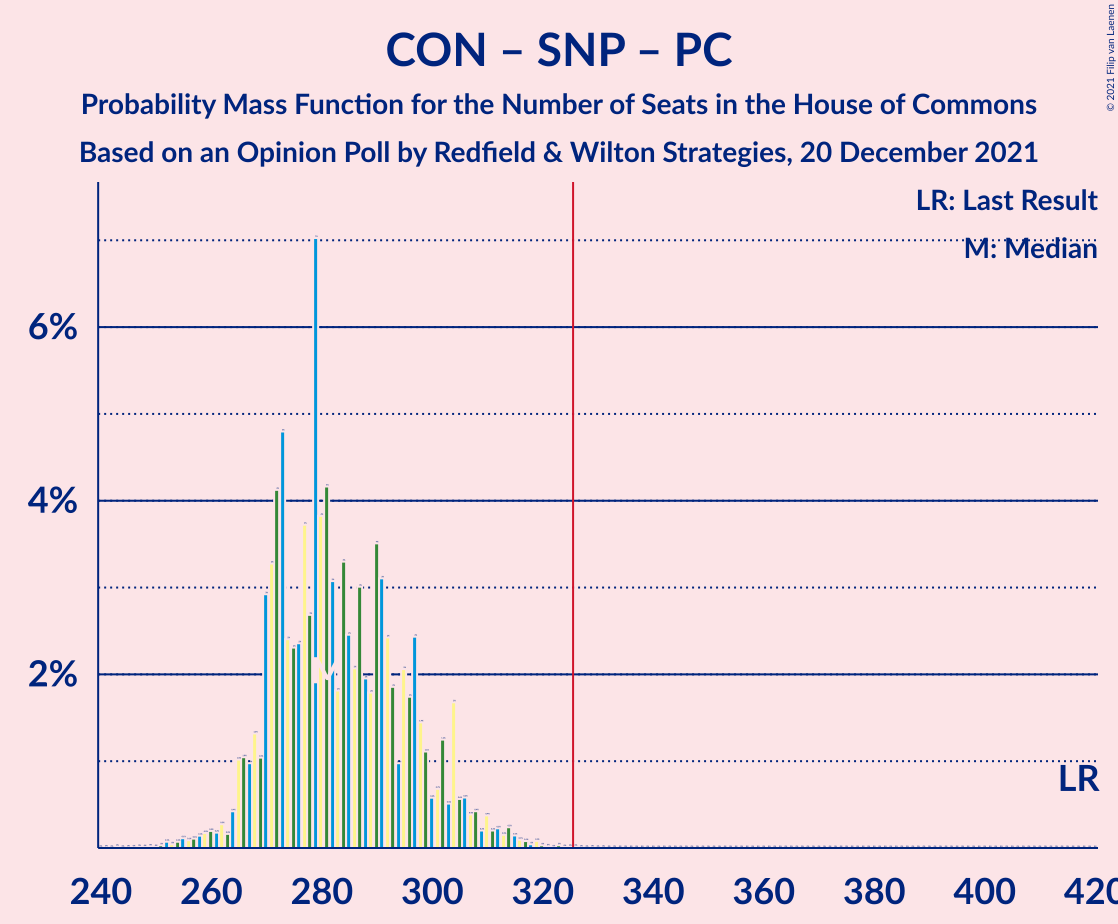 CON – SNP – PC
Probability Mass Function for the Number of Seats in the House of Commons
Based on an Opinion Poll by Redfield & Wilton Strategies, 20 December 2021
© 2021 Filip van Laenen
LR: Last Result
M: Median
6%
4%
2%
M
LR
240 260 280 300 320 340 360 380 400 420